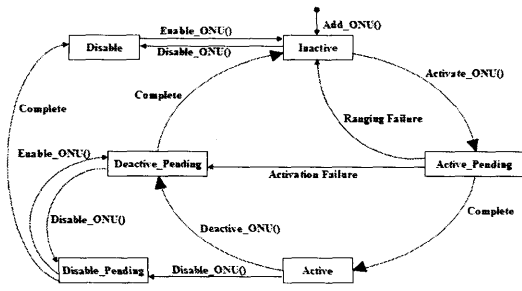 Add_ONU()
Enable_ONU()
Disable
Disable_ONU()
Inactive
Activate_ONU()
Complete
Complete
Ranging Failure
Enable_ONU()
Deactive_Pending
Active_Pending
Activation Failure
Disable_ONU()
Deactive_ONU()
Complete
Disable_Pending
Disable_ONU()
Active